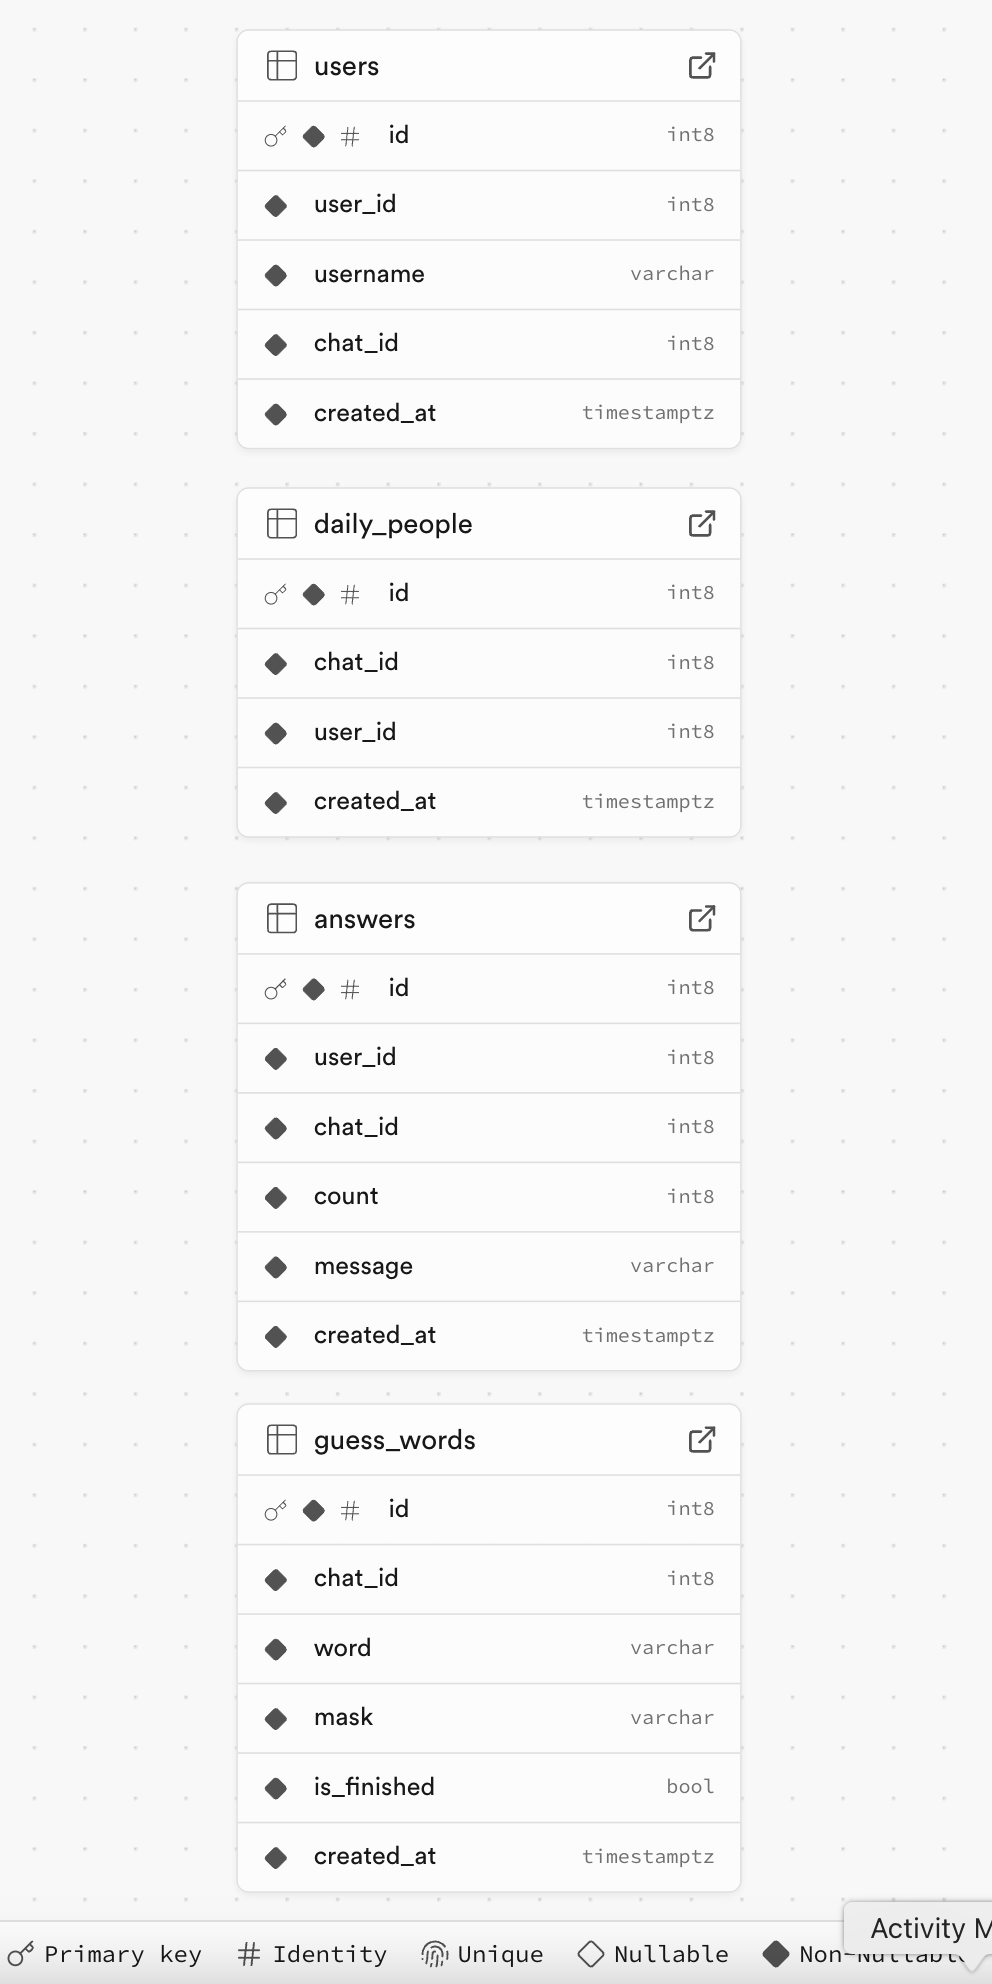 users
# id int8
user_id int8
username varchar
chat_id int8
created_at timestamptz
daily_people
# id int8
chat_id int8
user_id int8
created_at timestamptz
answers
# id int8
user_id int8
chat_id int8
count int8
message varchar
created_at timestamptz
guess_words
# id int8
chat_id int8
word varchar
mask varchar
is_finished bool
created_at timestamptz
Activity M
Primary key # Identity Unique Nullable Non-Nullable